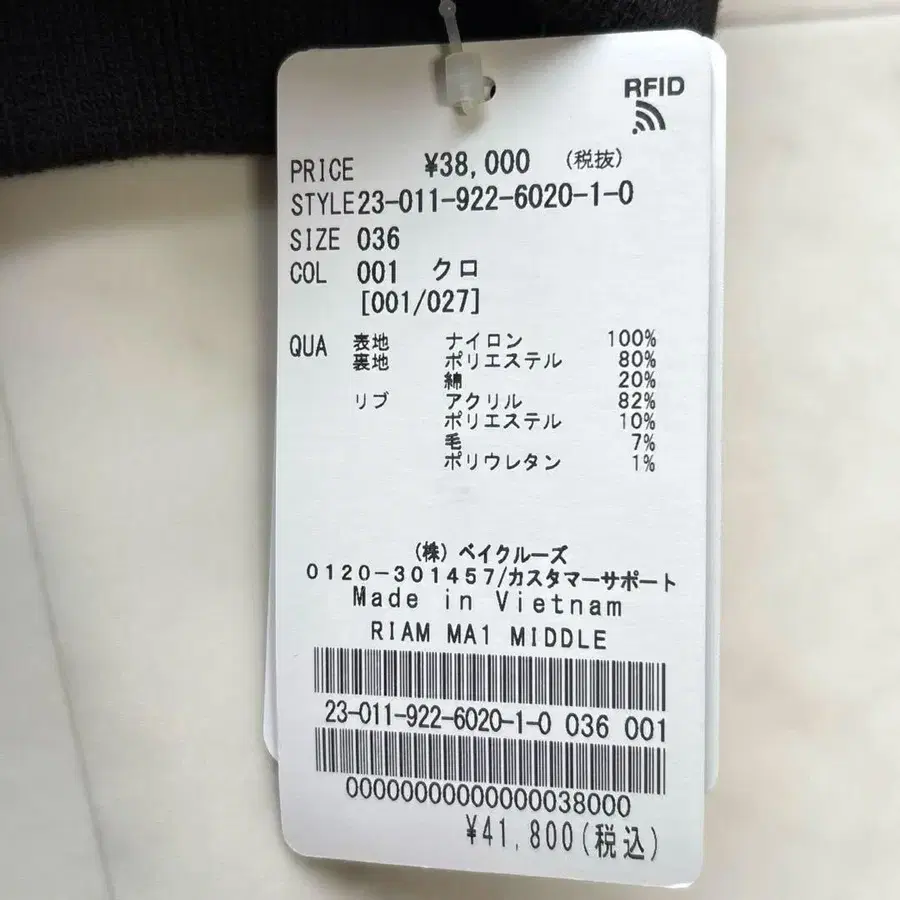 RFID
PRICE ¥38,000 (税抜)
STYLE 23-011-922-6020-1-0
SIZE 036
COL 001 クロ
[001/027]
QUA 表地 ナイロン 100%
裏地 ポリエステル 80%
綿 20%
リブ アクリル 82%
ポリエステル 10%
毛 7%
ポリウレタン 1%
(株) ベイクルーズ
0120-301457/カスタマーサポート
Made in Vietnam
RIAM MA1 MIDDLE
23-011-922-6020-1-0 036 001
00000000000000038000
¥41,800(税込)